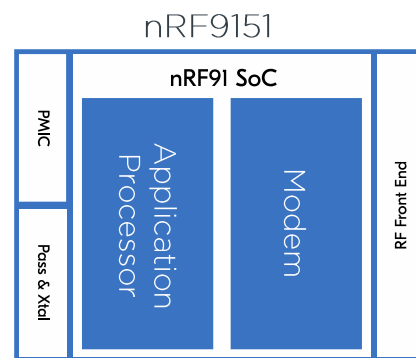 nRF9151
nRF91 SoC
PMIC
Pass & Xtal
Application
Processor
Modem
RF Front End